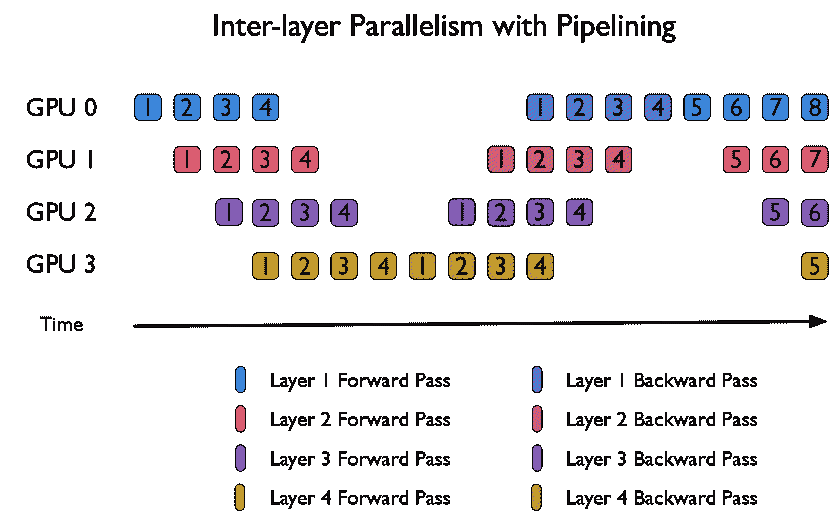 Inter-layer Parallelism with Pipelining
GPU 0 1 2 3 4 1 2 3 4 5 6 7 8
GPU 1 1 2 3 4 1 2 3 4 5 6 7
GPU 2 1 2 3 4 1 2 3 4 5 6
GPU 3 1 2 3 4 1 2 3 4 5
Time
Layer 1 Forward Pass Layer 1 Backward Pass
Layer 2 Forward Pass Layer 2 Backward Pass
Layer 3 Forward Pass Layer 3 Backward Pass
Layer 4 Forward Pass Layer 4 Backward Pass